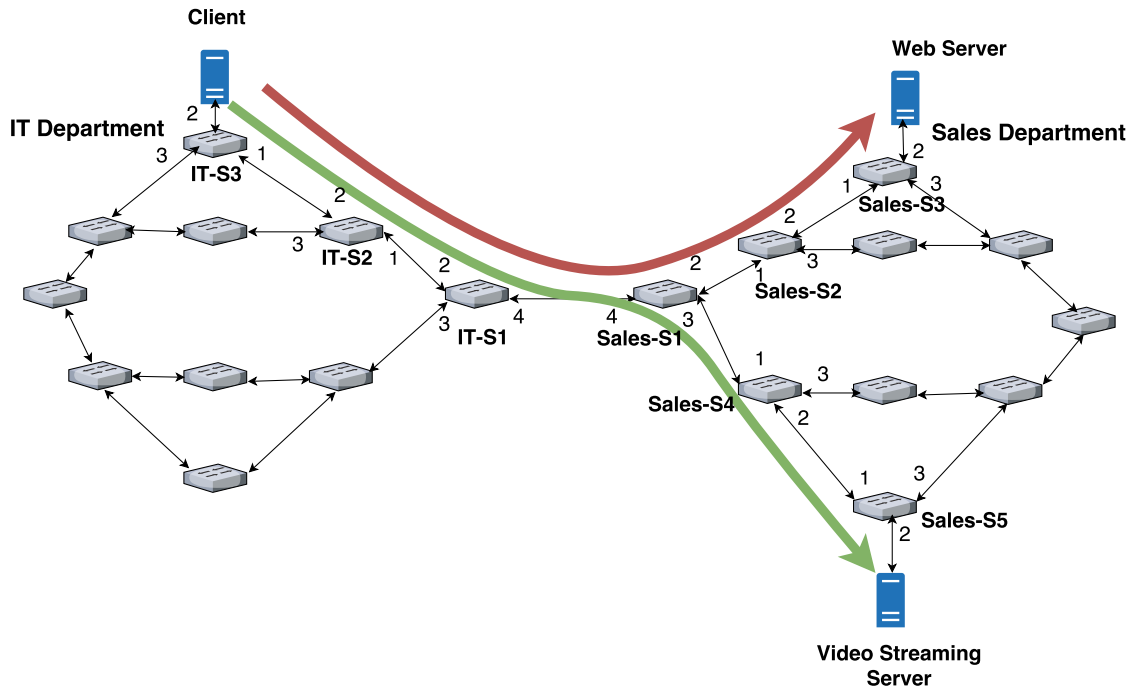 Client
Web Server
2
IT Department
Sales Department
3
1
2
IT-S3
1
3
2
Sales-S3
2
3
IT-S2
1
2
3
1
Sales-S2
2
2
3
IT-S1
4
4
Sales-S1
3
1
3
Sales-S4
2
1
3
Sales-S5
2
Video Streaming
Server